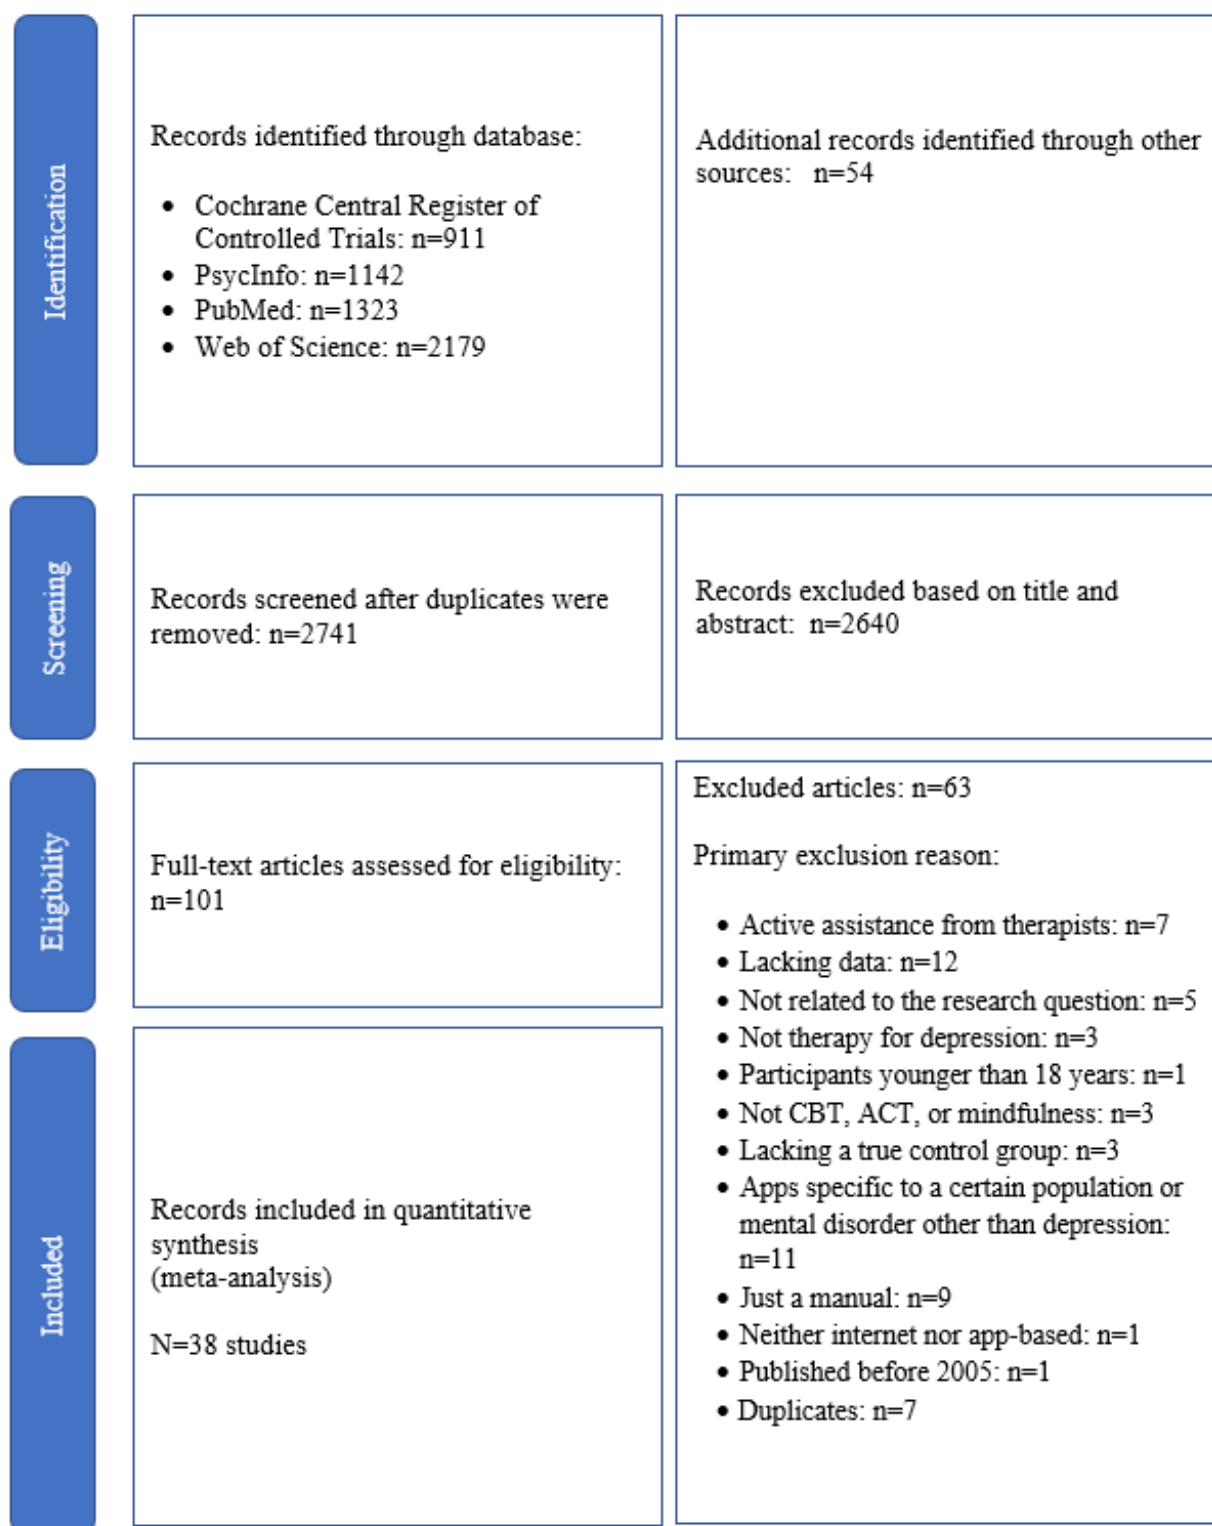 Identification
Records identified through database:
• Cochrane Central Register of
Controlled Trials: n=911
• PsycInfo: n=1142
• PubMed: n=1323
• Web of Science: n=2179
Additional records identified through other
sources: n=54
Screening
Records screened after duplicates were
removed: n=2741
Records excluded based on title and
abstract: n=2640
Eligibility
Full-text articles assessed for eligibility:
n=101
Excluded articles: n=63
Primary exclusion reason:
• Active assistance from therapists: n=7
• Lacking data: n=12
• Not related to the research question: n=5
• Not therapy for depression: n=3
• Participants younger than 18 years: n=1
• Not CBT, ACT, or mindfulness: n=3
• Lacking a true control group: n=3
• Apps specific to a certain population or
mental disorder other than depression:
n=11
• Just a manual: n=9
• Neither internet nor app-based: n=1
• Published before 2005: n=1
• Duplicates: n=7
Included
Records included in quantitative
synthesis
(meta-analysis)
N=38 studies